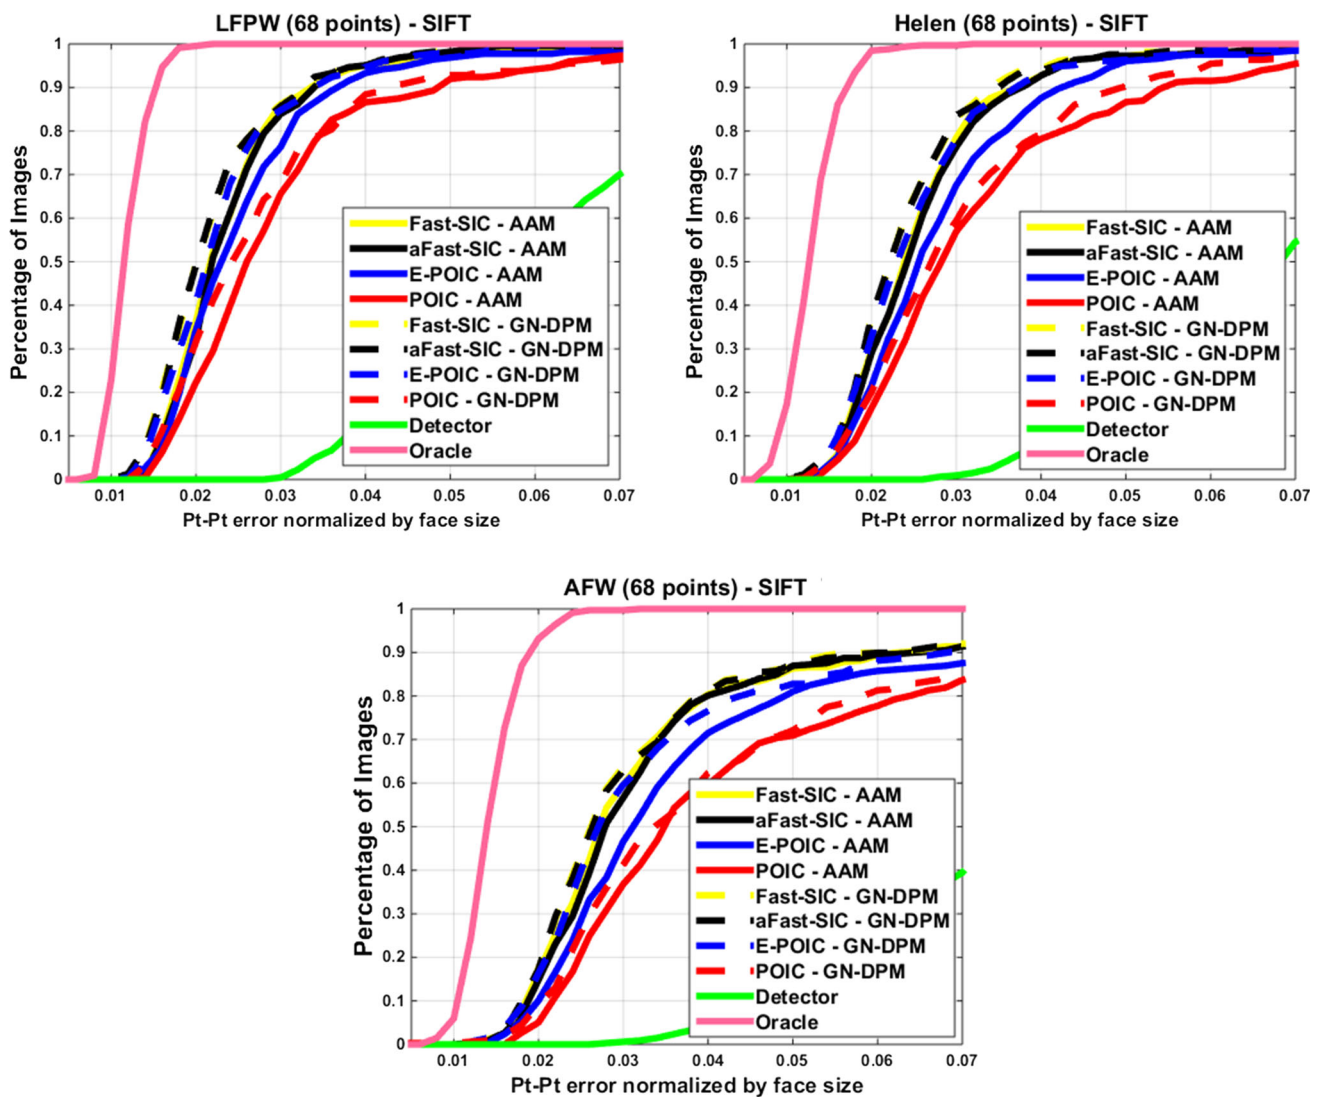 LFPW (68 points) - SIFT
Percentage of Images
1
0.9
0.8
0.7
0.6
0.5
0.4
0.3
0.2
0.1
0
0.01 0.02 0.03 0.04 0.05 0.06 0.07
Pt-Pt error normalized by face size
Fast-SIC - AAM
aFast-SIC - AAM
E-POIC - AAM
POIC - AAM
Fast-SIC - GN-DPM
aFast-SIC - GN-DPM
E-POIC - GN-DPM
POIC - GN-DPM
Detector
Oracle
Helen (68 points) - SIFT
Percentage of Images
1
0.9
0.8
0.7
0.6
0.5
0.4
0.3
0.2
0.1
0
0.01 0.02 0.03 0.04 0.05 0.06 0.07
Pt-Pt error normalized by face size
Fast-SIC - AAM
aFast-SIC - AAM
E-POIC - AAM
POIC - AAM
Fast-SIC - GN-DPM
aFast-SIC - GN-DPM
E-POIC - GN-DPM
POIC - GN-DPM
Detector
Oracle
AFW (68 points) - SIFT
Percentage of Images
1
0.9
0.8
0.7
0.6
0.5
0.4
0.3
0.2
0.1
0
0.01 0.02 0.03 0.04 0.05 0.06 0.07
Pt-Pt error normalized by face size
Fast-SIC - AAM
aFast-SIC - AAM
E-POIC - AAM
POIC - AAM
Fast-SIC - GN-DPM
aFast-SIC - GN-DPM
E-POIC - GN-DPM
POIC - GN-DPM
Detector
Oracle